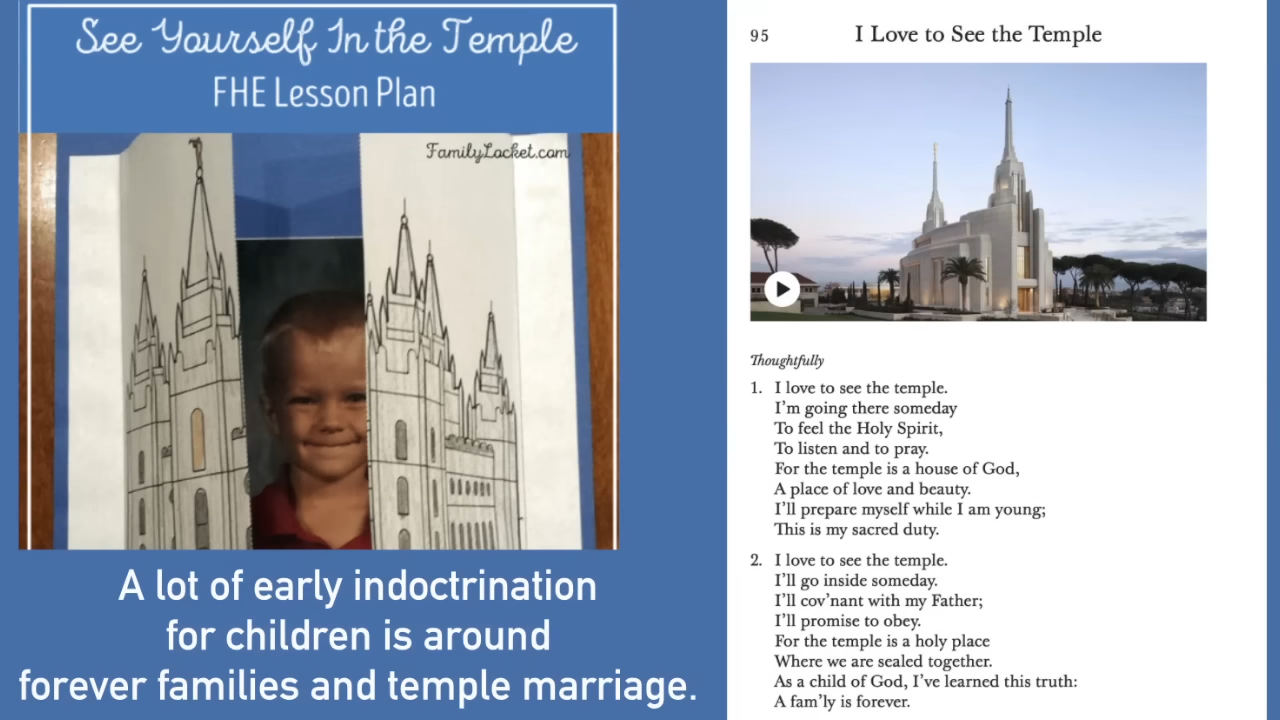 See Yourself In the Temple
FHE Lesson Plan
FamilyLocket.com
A lot of early indoctrination
for children is around
forever families and temple marriage.
95 I Love to See the Temple
Thoughtfully
1. I love to see the temple.
I’m going there someday
To feel the Holy Spirit,
To listen and to pray.
For the temple is a house of God,
A place of love and beauty.
I’ll prepare myself while I am young;
This is my sacred duty.
2. I love to see the temple.
I’ll go inside someday.
I’ll cov’nant with my Father;
I’ll promise to obey.
For the temple is a holy place
Where we are sealed together.
As a child of God, I’ve learned this truth:
A fam’ly is forever.